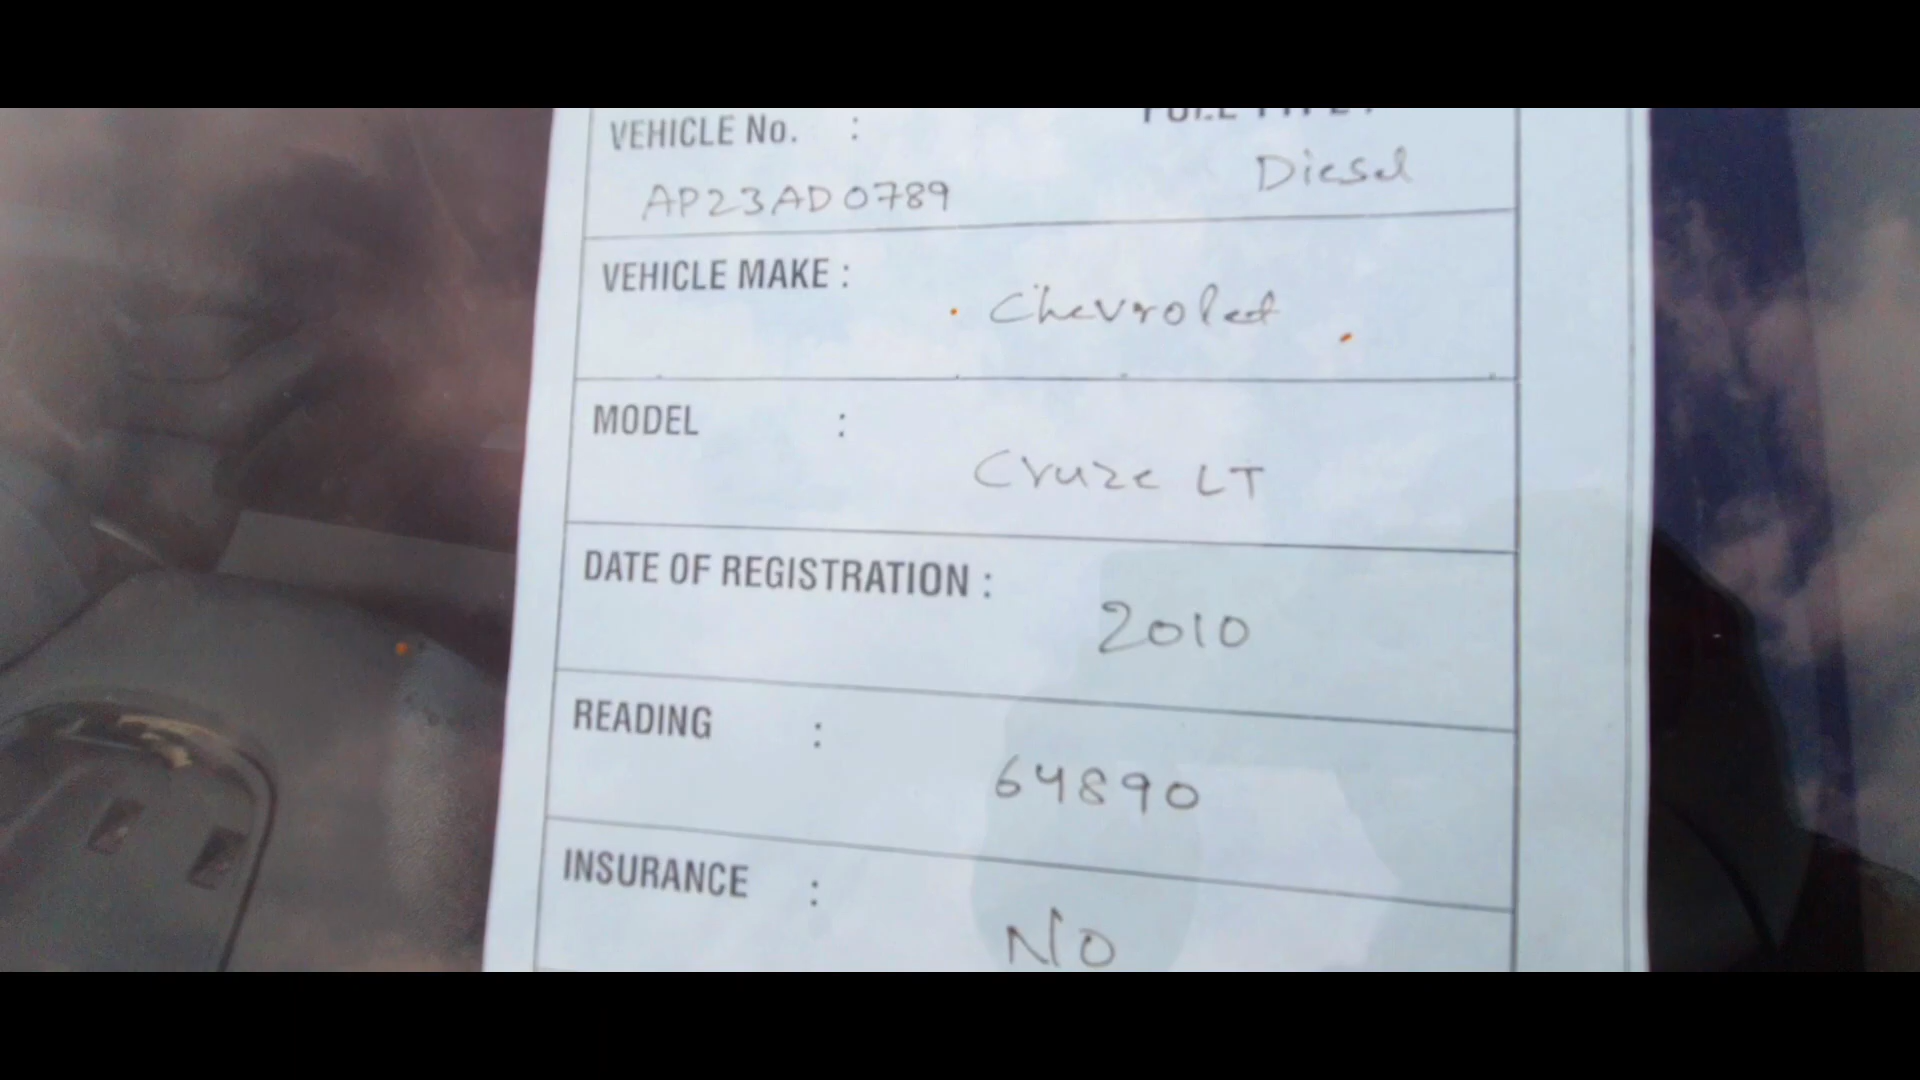 VEHICLE No. :
AP23AD0789
Diesel
VEHICLE MAKE :
Chevrolet
MODEL :
Cruze LT
DATE OF REGISTRATION :
2010
READING :
64890
INSURANCE :
NO